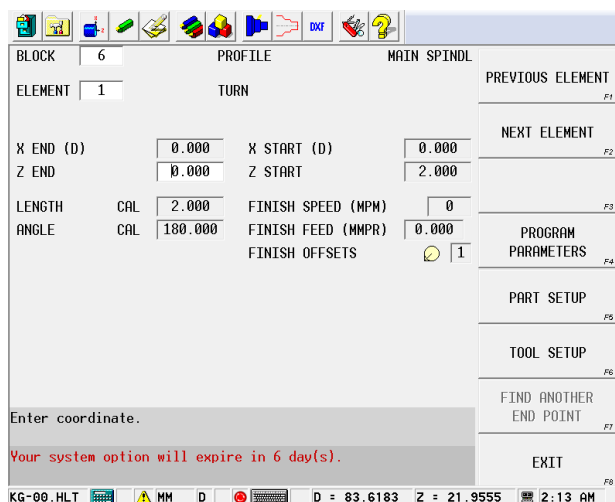 DXF
BLOCK 6 PROFILE MAIN SPINDL
ELEMENT 1 TURN
X END (D) 0.000 X START (D) 0.000
Z END 0.000 Z START 2.000
LENGTH CAL 2.000 FINISH SPEED (MPM) 0
ANGLE CAL 180.000 FINISH FEED (MMPR) 0.000
FINISH OFFSETS 1
PREVIOUS ELEMENT
F1
NEXT ELEMENT
F2
F3
PROGRAM
PARAMETERS
F4
PART SETUP
F5
TOOL SETUP
F6
FIND ANOTHER
END POINT
F7
EXIT
F8
Enter coordinate.
Your system option will expire in 6 day(s).
KG-00.HLT MM D D = 83.6183 Z = 21.9555 2:13 AM